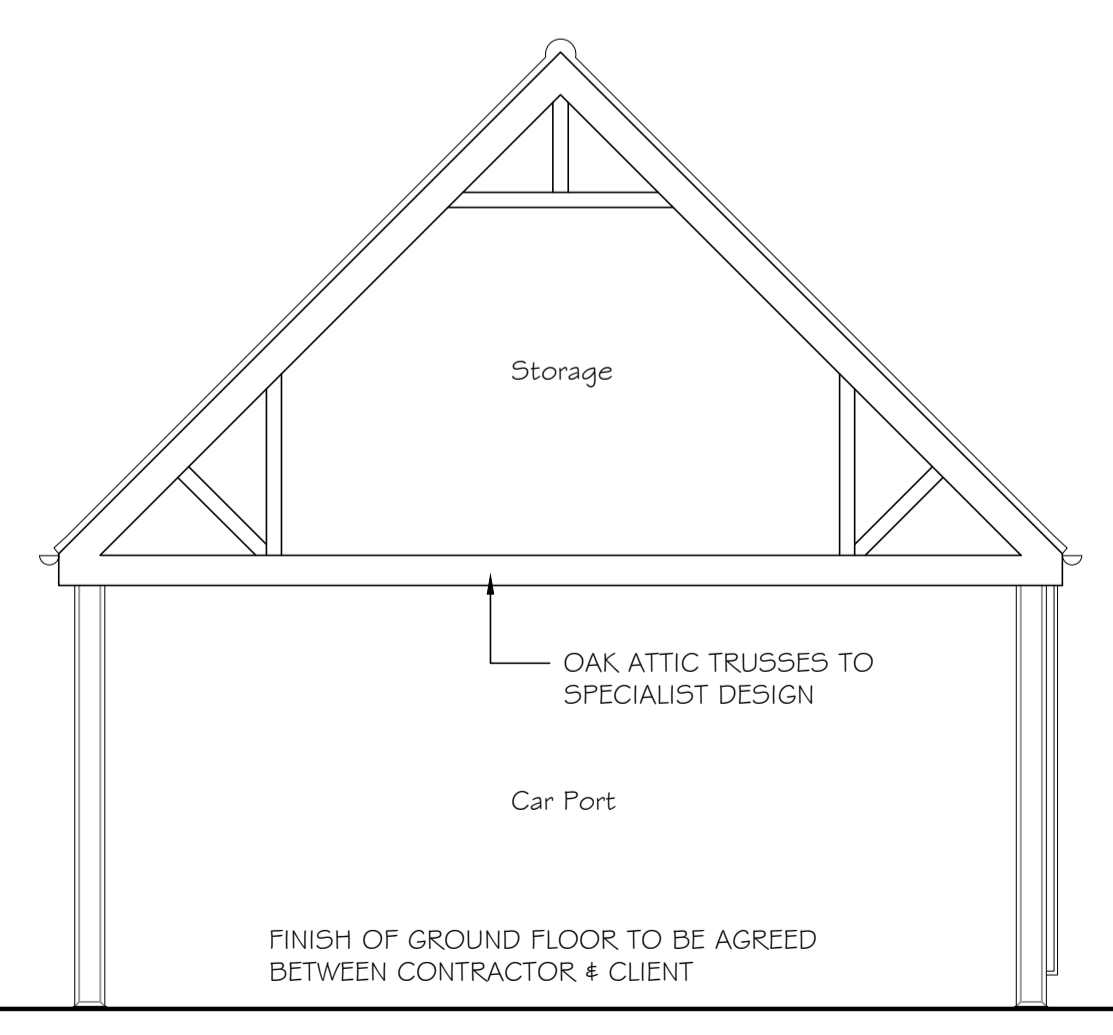 Storage
OAK ATTIC TRUSSES TO
SPECIALIST DESIGN
Car Port
FINISH OF GROUND FLOOR TO BE AGREED
BETWEEN CONTRACTOR & CLIENT